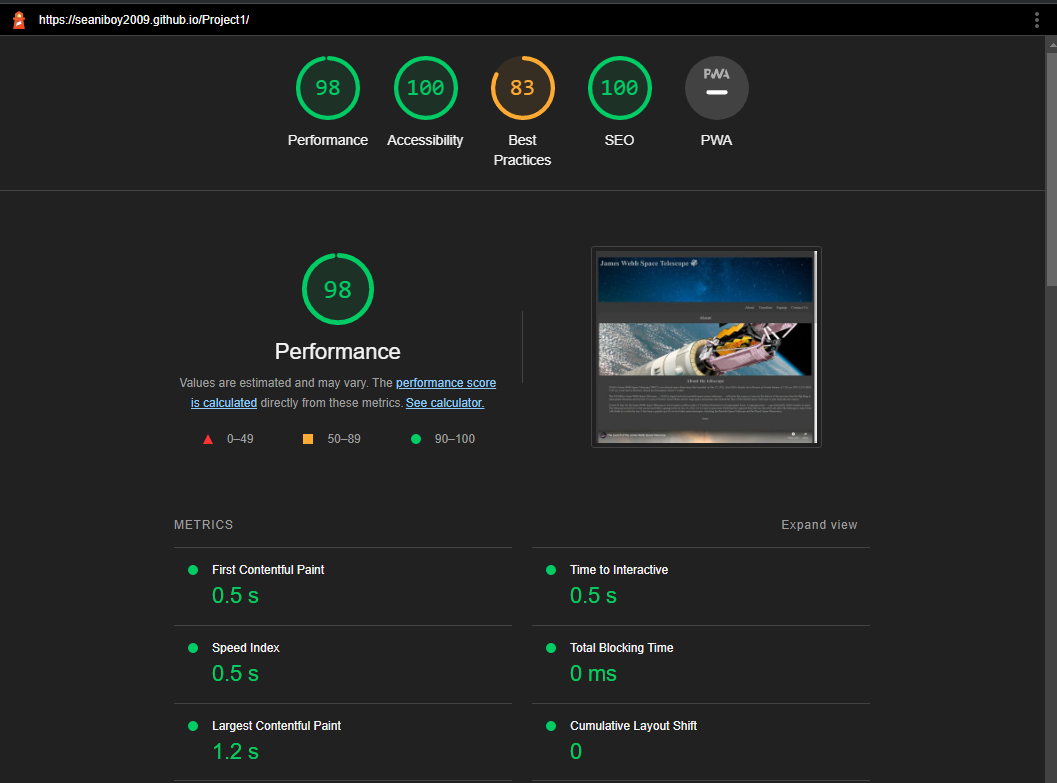 https://seaniboy2009.github.io/Project1/
98
100
83
100
PWA
Performance
Accessibility
Best
Practices
SEO
PWA
98
Performance
Values are estimated and may vary. The performance score
is calculated directly from these metrics. See calculator.
0–49
50–89
90–100
James Webb Space Telescope
About Timeline Signup Contact Us
About
About the telescope
METRICS
Expand view
First Contentful Paint
0.5 s
Time to Interactive
0.5 s
Speed Index
0.5 s
Total Blocking Time
0 ms
Largest Contentful Paint
1.2 s
Cumulative Layout Shift
0